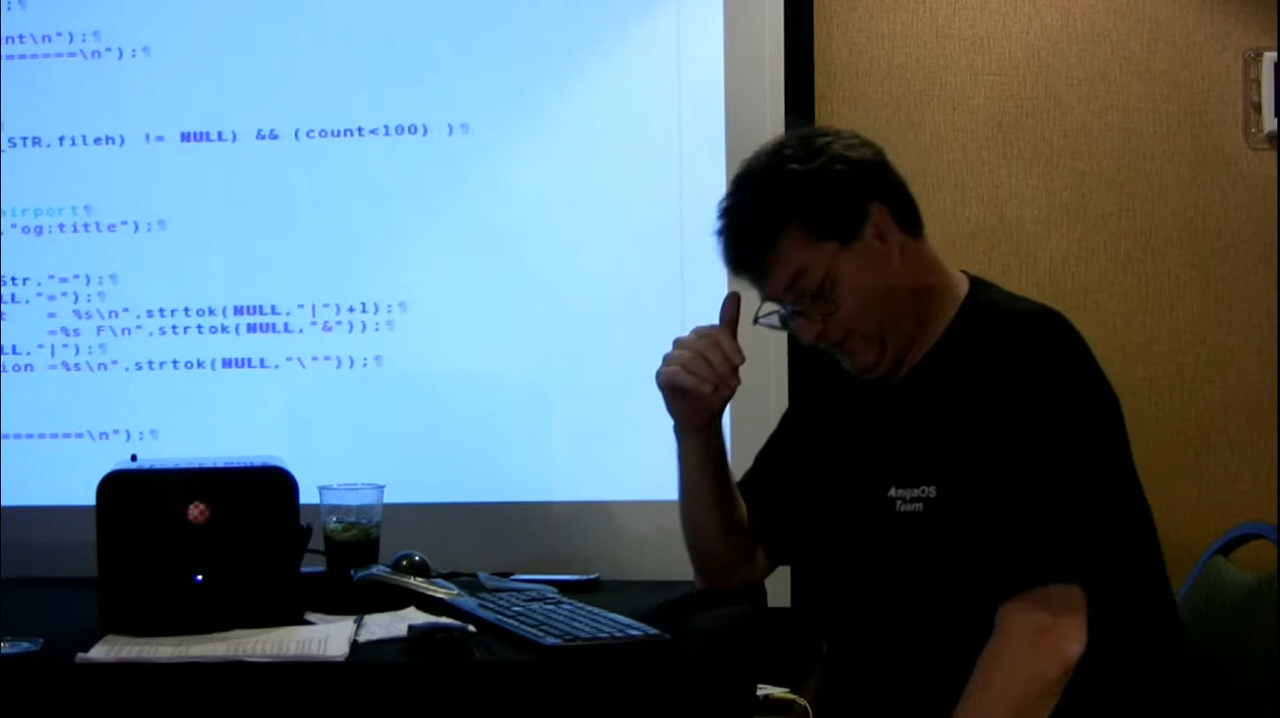 ;¶
nt\n");¶
=======\n");¶
_STR.fileh) != NULL) && (count<100) )¶
airport¶
"og:title");¶
Str,"=");¶
LL,"=");¶
t = %s\n",strtok(NULL,"|")+1);¶
=%s F\n",strtok(NULL,"&"));¶
LL,"|");¶
ion =%s\n",strtok(NULL,"\""));¶
=======\n");¶
AmigaOS
Team